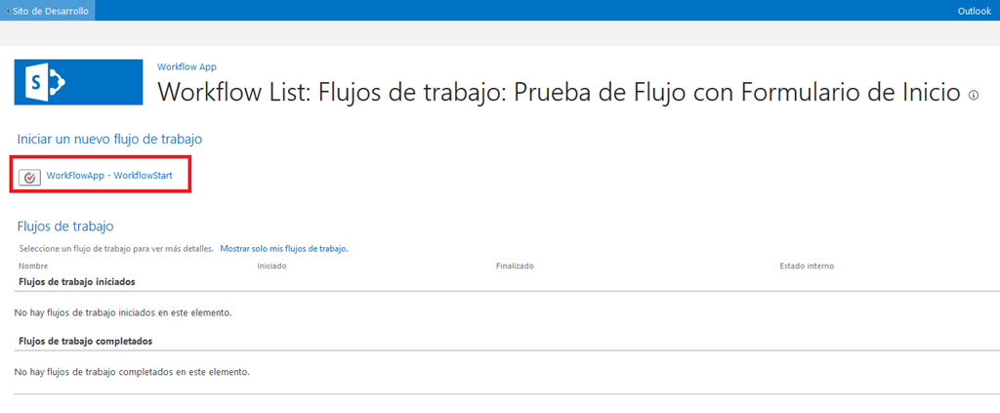 Sito de Desarrollo Outlook
S
Workflow App
Workflow List: Flujos de trabajo: Prueba de Flujo con Formulario de Inicio
Iniciar un nuevo flujo de trabajo
WorkFlowApp - WorkflowStart
Flujos de trabajo
Seleccione un flujo de trabajo para ver más detalles. Mostrar solo mis flujos de trabajo.
Nombre Iniciado Finalizado Estado interno
Flujos de trabajo iniciados
No hay flujos de trabajo iniciados en este elemento.
Flujos de trabajo completados
No hay flujos de trabajo completados en este elemento.